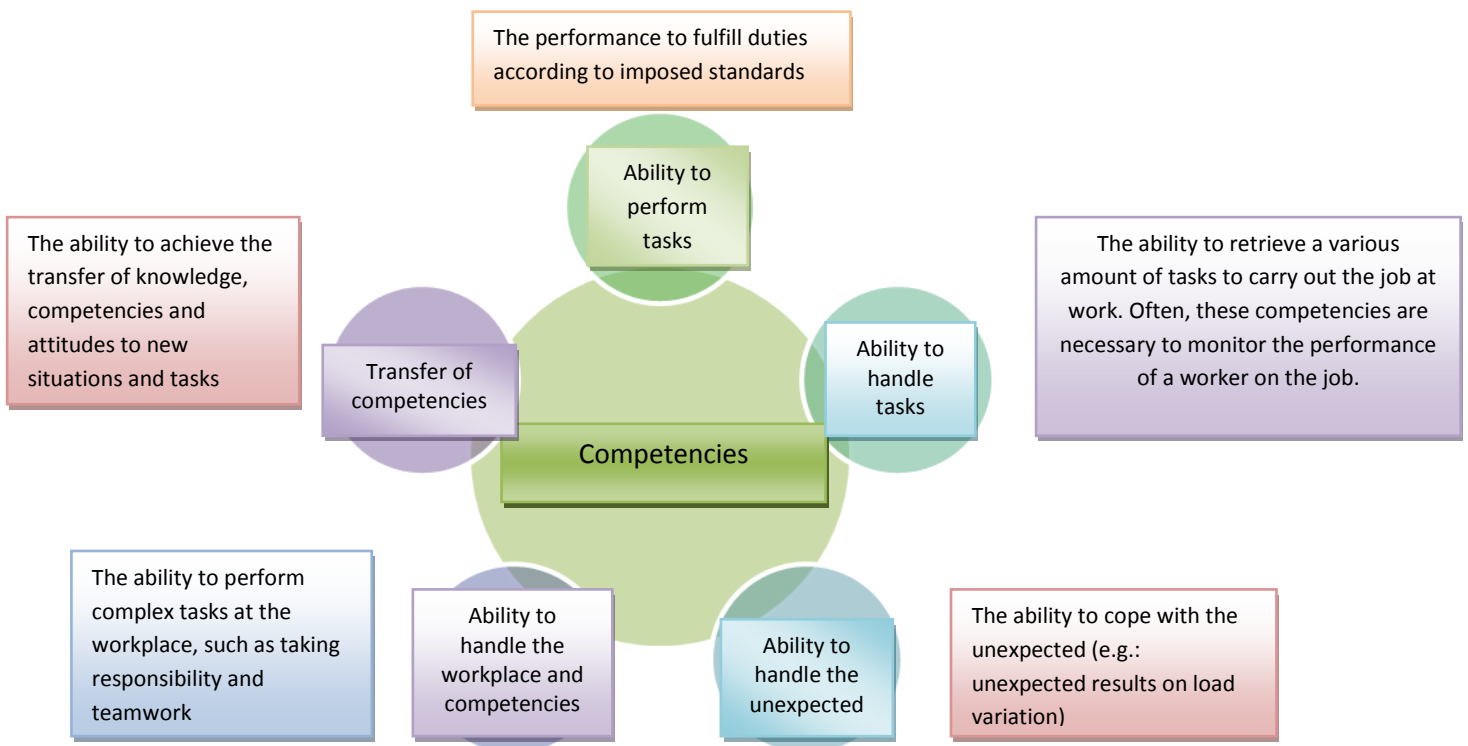 The performance to fulfill duties
according to imposed standards
Ability to
perform
tasks
The ability to achieve the
transfer of knowledge,
competencies and
attitudes to new
situations and tasks
Transfer of
competencies
Ability to
handle
tasks
The ability to retrieve a various
amount of tasks to carry out the job at
work. Often, these competencies are
necessary to monitor the performance
of a worker on the job.
Competencies
The ability to perform
complex tasks at the
workplace, such as taking
responsibility and
teamwork
Ability to
handle the
workplace and
competencies
Ability to
handle the
unexpected
The ability to cope with the
unexpected (e.g.:
unexpected results on load
variation)